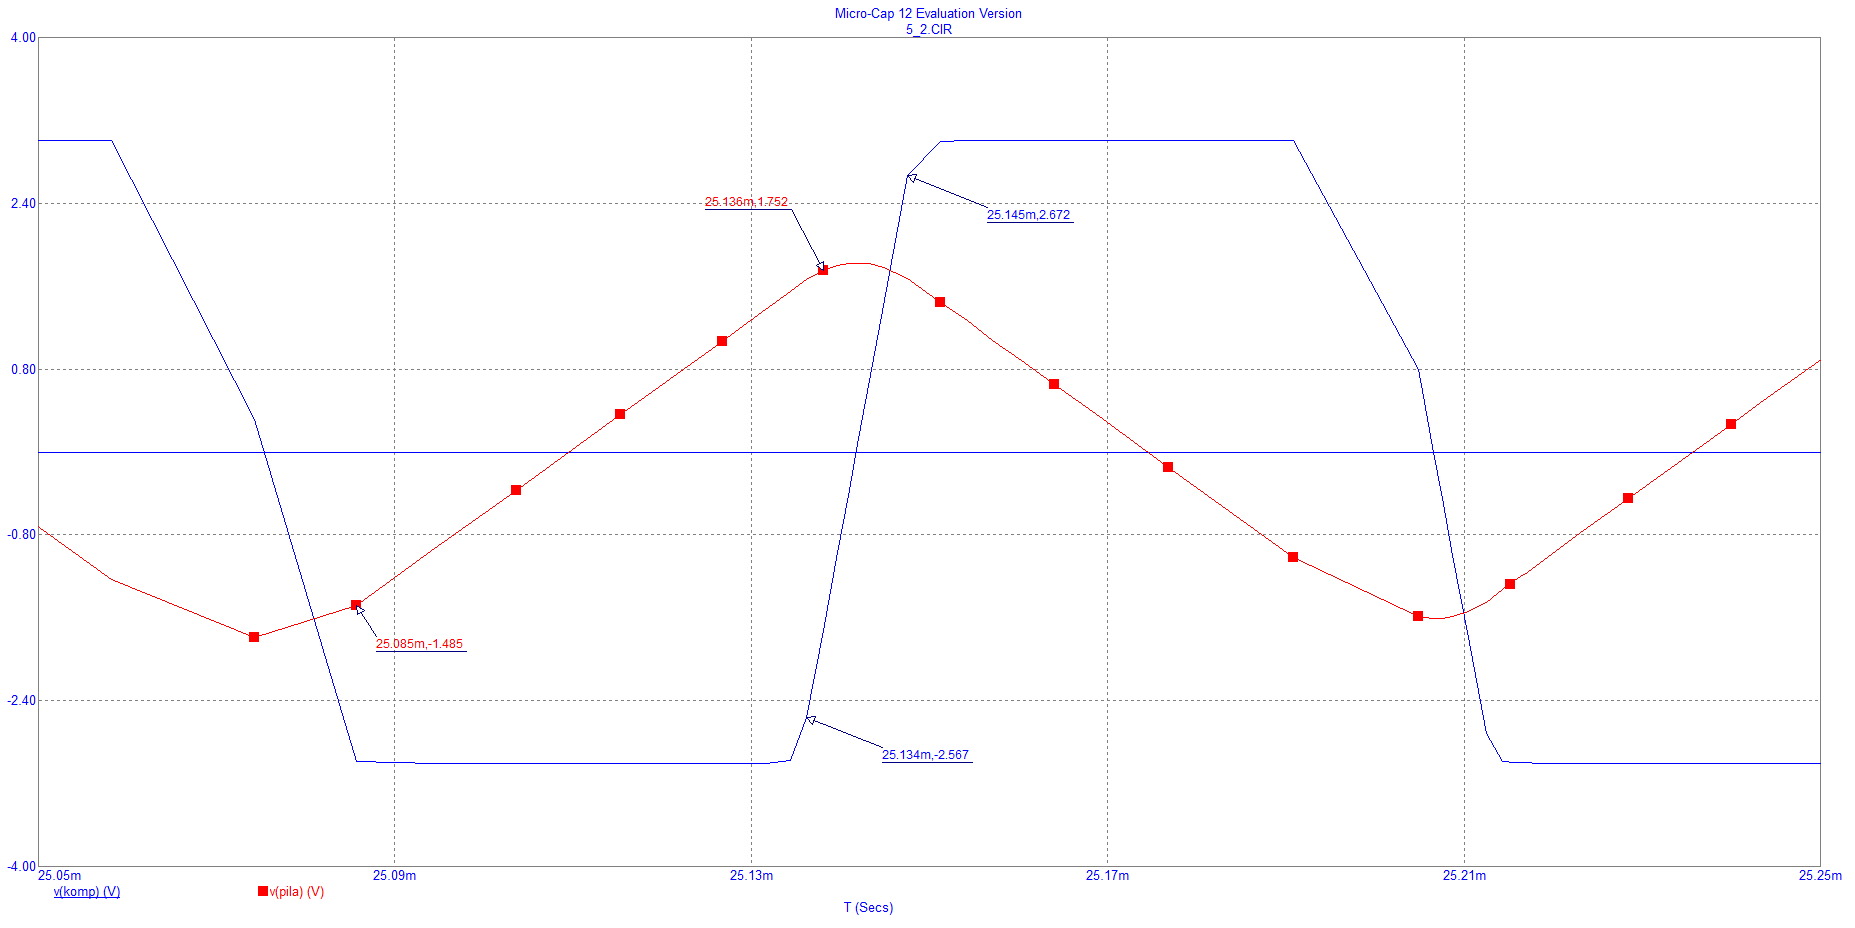 Micro-Cap 12 Evaluation Version
5_2.CIR
4.00
2.40
25.136m,1.752
25.145m,2.672
0.80
-0.80
25.085m,-1.485
-2.40
25.134m,-2.567
-4.00
25.05m 25.09m 25.13m 25.17m 25.21m 25.25m
v(komp) (V) v(pila) (V)
T (Secs)